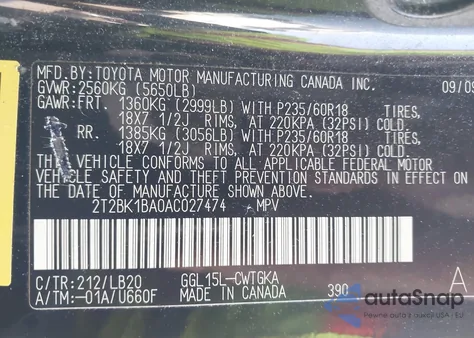 MFD. BY: TOYOTA MOTOR MANUFACTURING CANADA INC. 09/09
GVWR: 2560KG (5650LB)
GAWR: FRT. 1360KG (2999LB) WITH P235/60R18 TIRES,
18X7 1/2J RIMS, AT 220KPA (32PSI) COLD.
RR. 1385KG (3056LB) WITH P235/60R18 TIRES,
18X7 1/2J RIMS, AT 220KPA (32PSI) COLD.
THIS VEHICLE CONFORMS TO ALL APPLICABLE FEDERAL MOTOR
VEHICLE SAFETY AND THEFT PREVENTION STANDARDS IN EFFECT ON
THE DATE OF MANUFACTURE SHOWN ABOVE.
2T2BK1BA0AC027474 MPV
C/TR:212/LB20 GGL15L-CWTGKA
A/TM:-01A/U660F MADE IN CANADA 390 A
autoSnap
Pewne auto z USA - EU